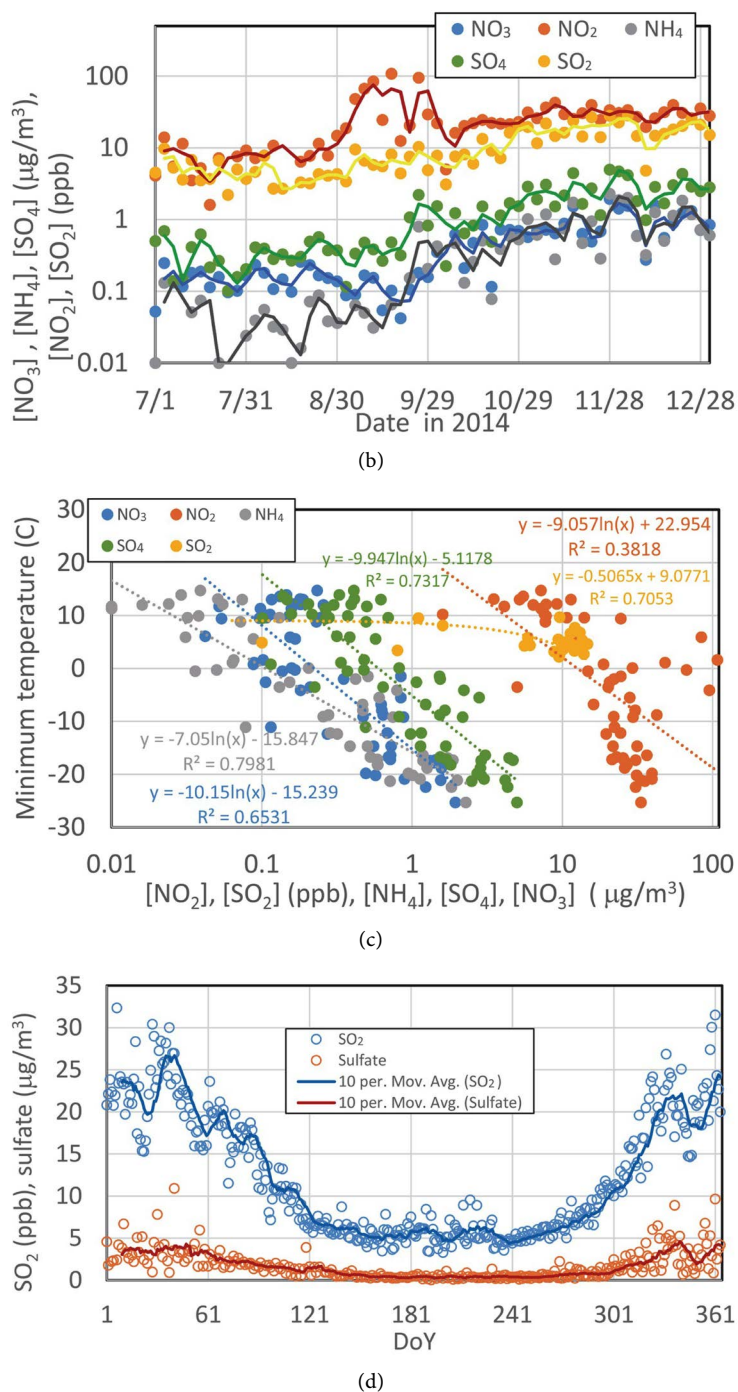 NO₃ NO₂ NH₄
SO₄ SO₂
[NO₃] , [NH₄], [SO₄] (μg/m³),
[NO₂], [SO₂] (ppb)
100
10
1
0.1
0.01
7/1 7/31 8/30 9/29 10/29 11/28 12/28
Date in 2014
(b)
NO₃ NO₂ NH₄
SO₄ SO₂
y = -9.057ln(x) + 22.954
R² = 0.3818
y = -9.947ln(x) - 5.1178
R² = 0.7317
y = -0.5065x + 9.0771
R² = 0.7053
y = -7.05ln(x) - 15.847
R² = 0.7981
y = -10.15ln(x) - 15.239
R² = 0.6531
Minimum temperature (C)
30
20
10
0
-10
-20
-30
0.01 0.1 1 10 100
[NO₂], [SO₂] (ppb), [NH₄], [SO₄], [NO₃] ( μg/m³)
(c)
SO₂ (ppb), sulfate (μg/m³)
35
30
25
20
15
10
5
0
SO₂
Sulfate
10 per. Mov. Avg. (SO₂ )
10 per. Mov. Avg. (Sulfate)
1 61 121 181 241 301 361
DoY
(d)